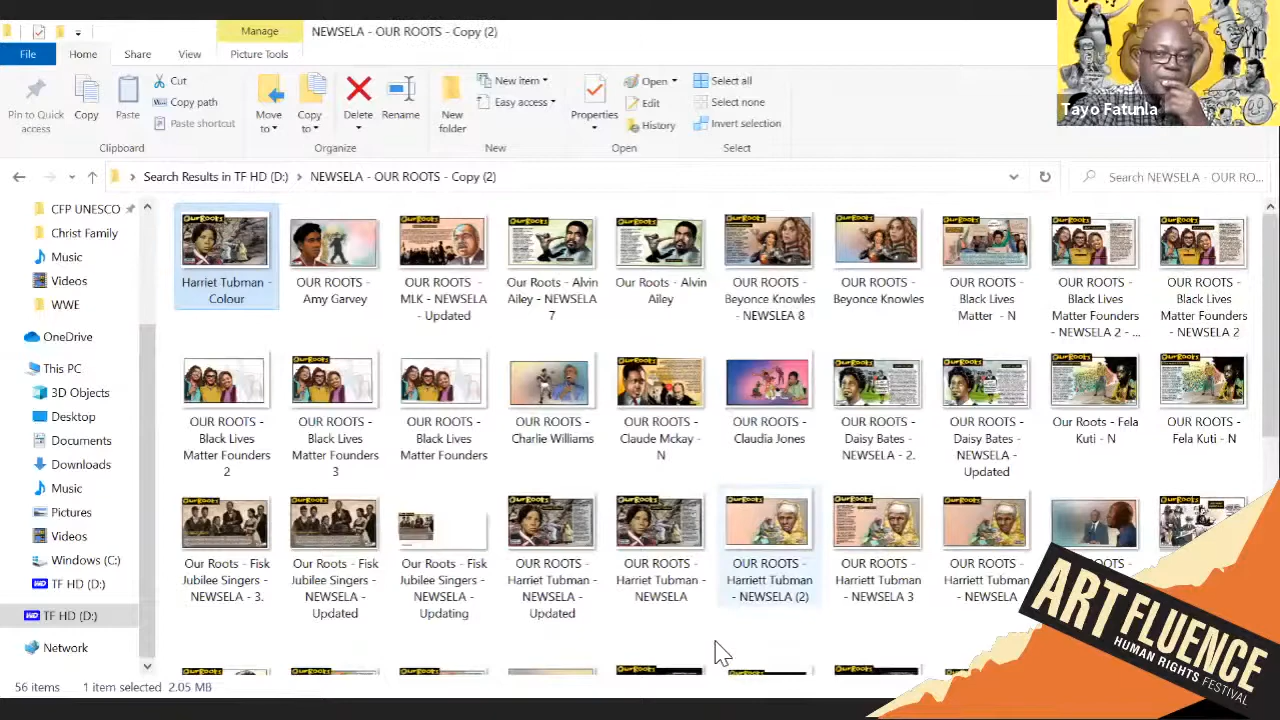 Manage
NEWSELA - OUR ROOTS - Copy (2)
File
Home
Share
View
Picture Tools
Pin to Quick
access
Copy
Paste
Cut
Copy path
Paste shortcut
Move
to
Copy
to
Delete
Rename
New
folder
New item
Easy access
Properties
Open
Edit
History
Select all
Select none
Invert selection
Clipboard
Organize
New
Open
Select
Tayo Fatunla
Search Results in TF HD (D:)
NEWSELA - OUR ROOTS - Copy (2)
Search NEWSELA - OUR RO...
CFP UNESCO
Christ Family
Music
Videos
WWE
OneDrive
This PC
3D Objects
Desktop
Documents
Downloads
Music
Pictures
Videos
Windows (C:)
TF HD (D:)
TF HD (D:)
Network
Harriet Tubman -
Colour
OUR ROOTS -
Amy Garvey
OUR ROOTS -
MLK - NEWSELA
- Updated
Our Roots - Alvin
Ailey - NEWSELA
7
Our Roots - Alvin
Ailey
OUR ROOTS -
Beyonce Knowles
- NEWSLEA 8
OUR ROOTS -
Beyonce Knowles
OUR ROOTS -
Black Lives
Matter - N
OUR ROOTS -
Black Lives
Matter Founders
- NEWSELA 2 - ...
OUR ROOTS -
Black Lives
Matter Founders
- NEWSELA 2
OUR ROOTS -
Black Lives
Matter Founders
2
OUR ROOTS -
Black Lives
Matter Founders
3
OUR ROOTS -
Black Lives
Matter Founders
OUR ROOTS -
Charlie Williams
OUR ROOTS -
Claude Mckay -
N
OUR ROOTS -
Claudia Jones
OUR ROOTS -
Daisy Bates -
NEWSELA - 2.
OUR ROOTS -
Daisy Bates -
NEWSELA -
Updated
Our Roots - Fela
Kuti - N
OUR ROOTS -
Fela Kuti - N
Our Roots - Fisk
Jubilee Singers -
NEWSELA - 3.
Our Roots - Fisk
Jubilee Singers -
NEWSELA -
Updated
Our Roots - Fisk
Jubilee Singers -
NEWSELA -
Updating
OUR ROOTS -
Harriet Tubman -
NEWSELA -
Updated
OUR ROOTS -
Harriet Tubman -
NEWSELA
OUR ROOTS -
Harriett Tubman
- NEWSELA (2)
OUR ROOTS -
Harriett Tubman
- NEWSELA 3
OUR ROOTS -
Harriett Tubman
- NEWSELA
56 items
1 item selected
2.05 MB
ARTFLUENCE
HUMAN RIGHTS FESTIVAL